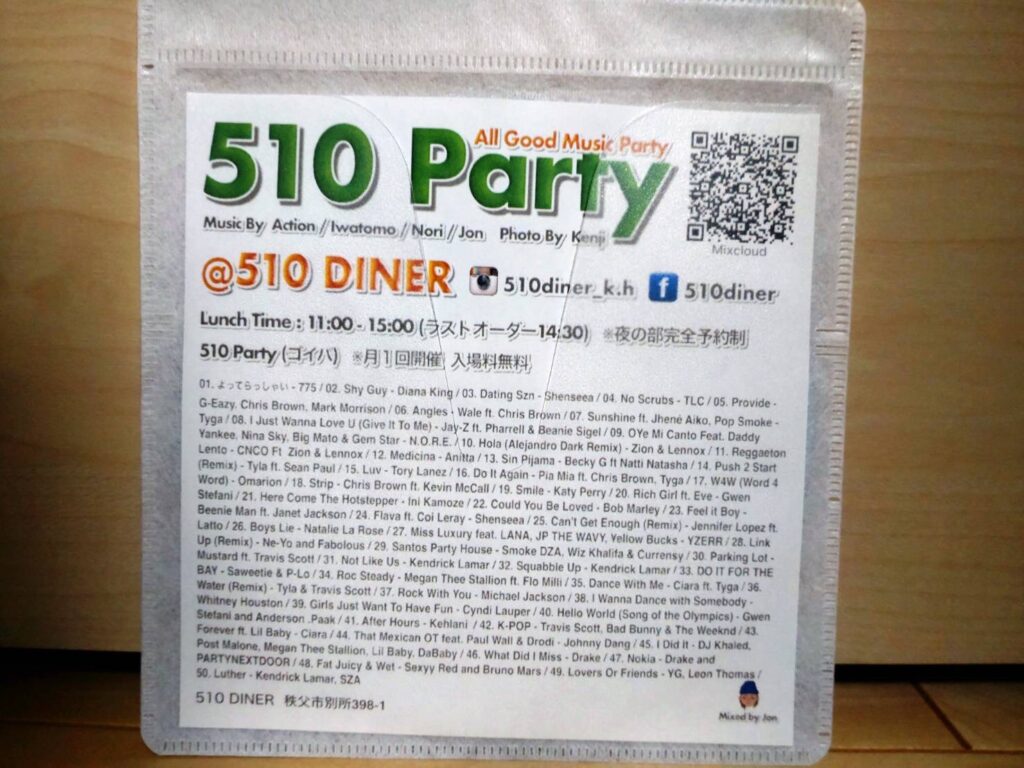 510 Party
All Good Music Party
Music By Action // Iwatomo // Nori // Jon Photo By Kenji
Mixcloud
@510 DINER 510diner_k.h f 510diner
Lunch Time : 11:00 - 15:00 (ラストオーダー14:30) ※夜の部完全予約制
510 Party (ゴイパ) ※月1回開催 入場料無料
01. よってらっしゃい - 775 / 02. Shy Guy - Diana King / 03. Dating Szn - Shenseea / 04. No Scrubs - TLC / 05. Provide -
G-Eazy. Chris Brown, Mark Morrison / 06. Angles - Wale ft. Chris Brown / 07. Sunshine ft. Jhené Aiko, Pop Smoke -
Tyga / 08. I Just Wanna Love U (Give It To Me) - Jay-Z ft. Pharrell & Beanie Sigel / 09. OYe Mi Canto Feat. Daddy
Yankee, Nina Sky, Big Mato & Gem Star - N.O.R.E. / 10. Hola (Alejandro Dark Remix) - Zion & Lennox / 11. Reggaeton
Lento - CNCO Ft Zion & Lennox / 12. Medicina - Anitta / 13. Sin Pijama - Becky G ft Natti Natasha / 14. Push 2 Start
(Remix) - Tyla ft. Sean Paul / 15. Luv - Tory Lanez / 16. Do It Again - Pia Mia ft. Chris Brown, Tyga / 17. W4W (Word 4
Word) - Omarion / 18. Strip - Chris Brown ft. Kevin McCall / 19. Smile - Katy Perry / 20. Rich Girl ft. Eve - Gwen
Stefani / 21. Here Come The Hotstepper - Ini Kamoze / 22. Could You Be Loved - Bob Marley / 23. Feel it Boy -
Beenie Man ft. Janet Jackson / 24. Flava ft. Coi Leray - Shenseea / 25. Can't Get Enough (Remix) - Jennifer Lopez ft.
Latto / 26. Boys Lie - Natalie La Rose / 27. Miss Luxury feat. LANA, JP THE WAVY, Yellow Bucks - YZERR / 28. Link
Up (Remix) - Ne-Yo and Fabolous / 29. Santos Party House - Smoke DZA, Wiz Khalifa & Currensy / 30. Parking Lot -
Mustard ft. Travis Scott / 31. Not Like Us - Kendrick Lamar / 32. Squabble Up - Kendrick Lamar / 33. DO IT FOR THE
BAY - Saweetie & P-Lo / 34. Roc Steady - Megan Thee Stallion ft. Flo Milli / 35. Dance With Me - Ciara ft. Tyga / 36.
Water (Remix) - Tyla & Travis Scott / 37. Rock With You - Michael Jackson / 38. I Wanna Dance with Somebody -
Whitney Houston / 39. Girls Just Want To Have Fun - Cyndi Lauper / 40. Hello World (Song of the Olympics) - Gwen
Stefani and Anderson .Paak / 41. After Hours - Kehlani / 42. K-POP - Travis Scott, Bad Bunny & The Weeknd / 43.
Forever ft. Lil Baby - Ciara / 44. That Mexican OT feat. Paul Wall & Drodi - Johnny Dang / 45. I Did It - DJ Khaled,
Post Malone, Megan Thee Stallion, Lil Baby, DaBaby / 46. What Did I Miss - Drake / 47. Nokia - Drake and
PARTYNEXTDOOR / 48. Fat Juicy & Wet - Sexyy Red and Bruno Mars / 49. Lovers Or Friends - YG, Leon Thomas /
50. Luther - Kendrick Lamar, SZA
510 DINER 秩父市別所398-1
Mixed by Jon